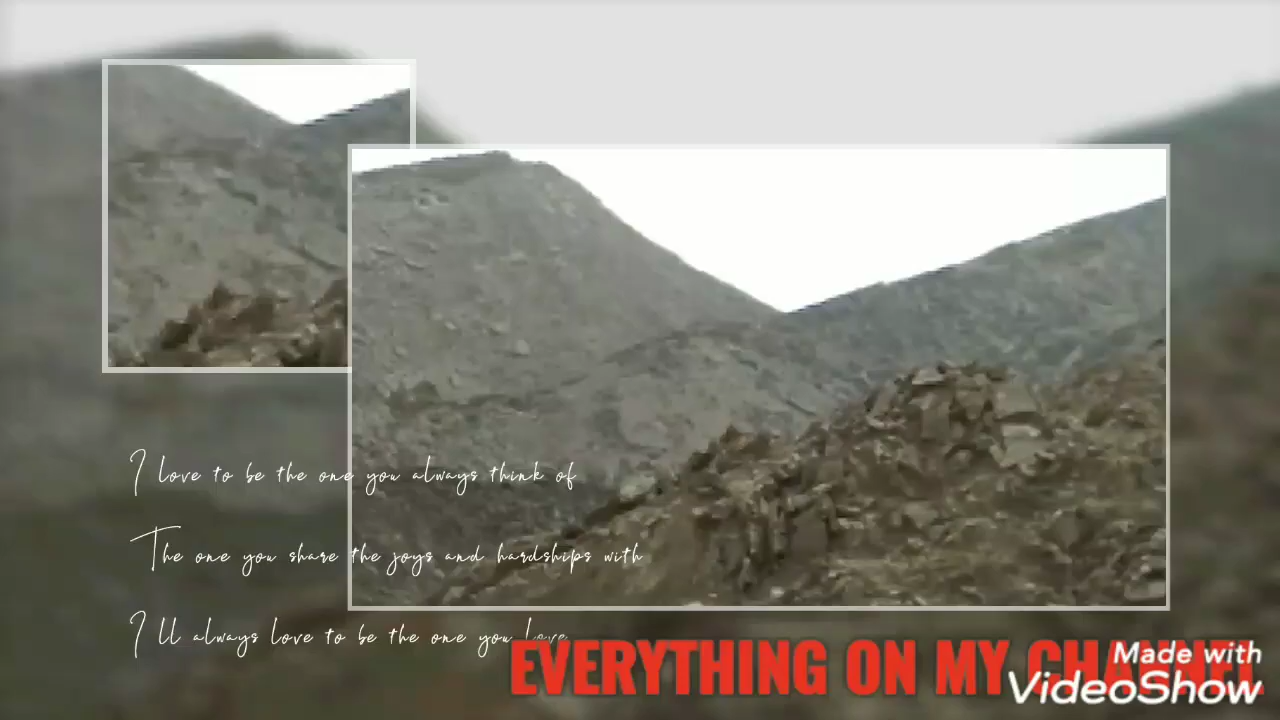 I love to be the one you always think of
The one you share the joys and hardships with
I ll always love to be the one you love
EVERYTHING ON MY CHANNEL
Made with
VideoShow